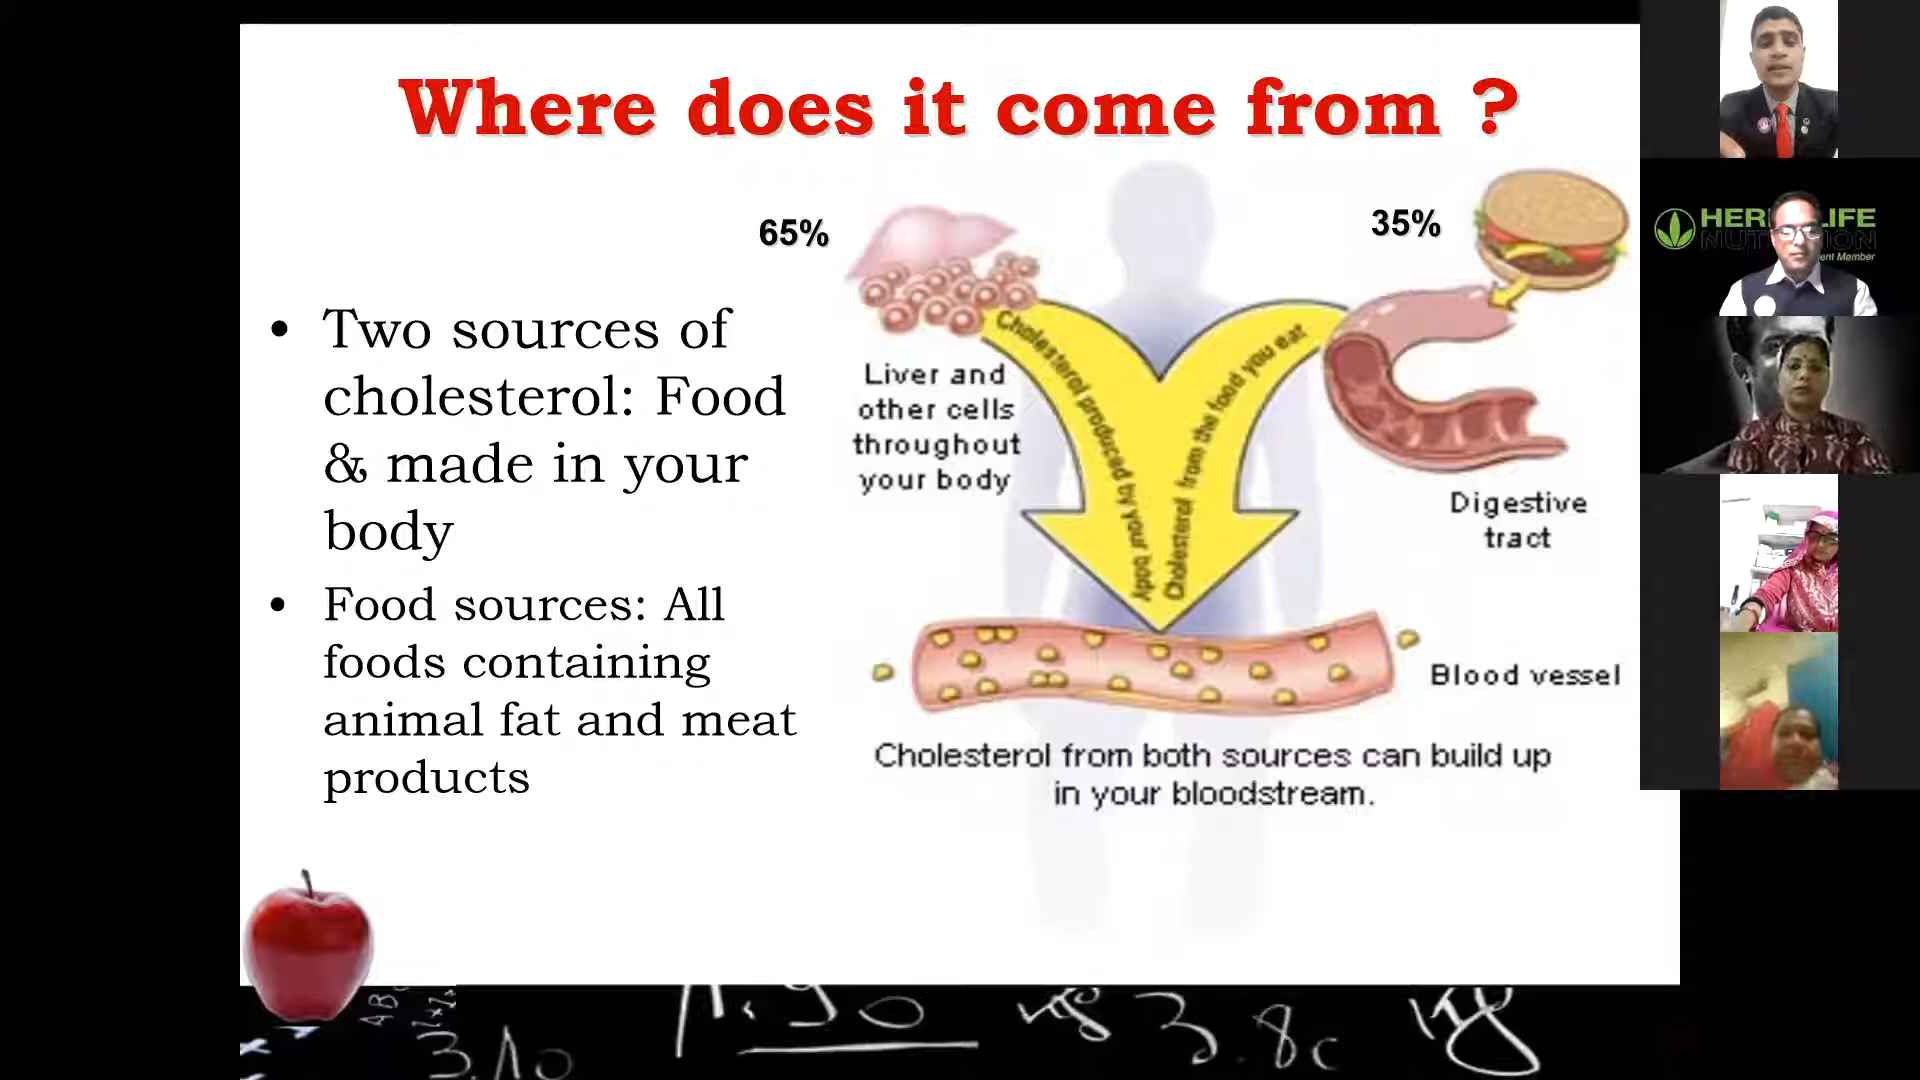 Where does it come from ?
65%
35%
• Two sources of
cholesterol: Food
& made in your
body
• Food sources: All
foods containing
animal fat and meat
products
Cholesterol produced by your body
Cholesterol from the food you eat
Liver and
other cells
throughout
your body
Digestive
tract
Blood vessel
Cholesterol from both sources can build up
in your bloodstream.